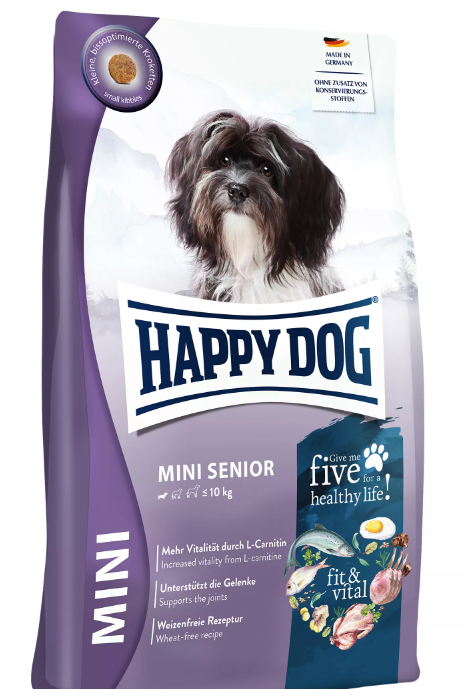 kleine, bissoptimierte Kroketten
small kibbles
MADE IN
GERMANY
OHNE ZUSATZ VON
KONSERVIERUNGS-
STOFFEN
HAPPY DOG®
MINI SENIOR
≤ 10 kg
Give me
five for a
healthy life!
Mehr Vitalität durch L-Carnitin
Increased vitality from L-carnitine
Unterstützt die Gelenke
Supports the joints
Weizenfreie Rezeptur
Wheat-free recipe
fit &
vital
MINI